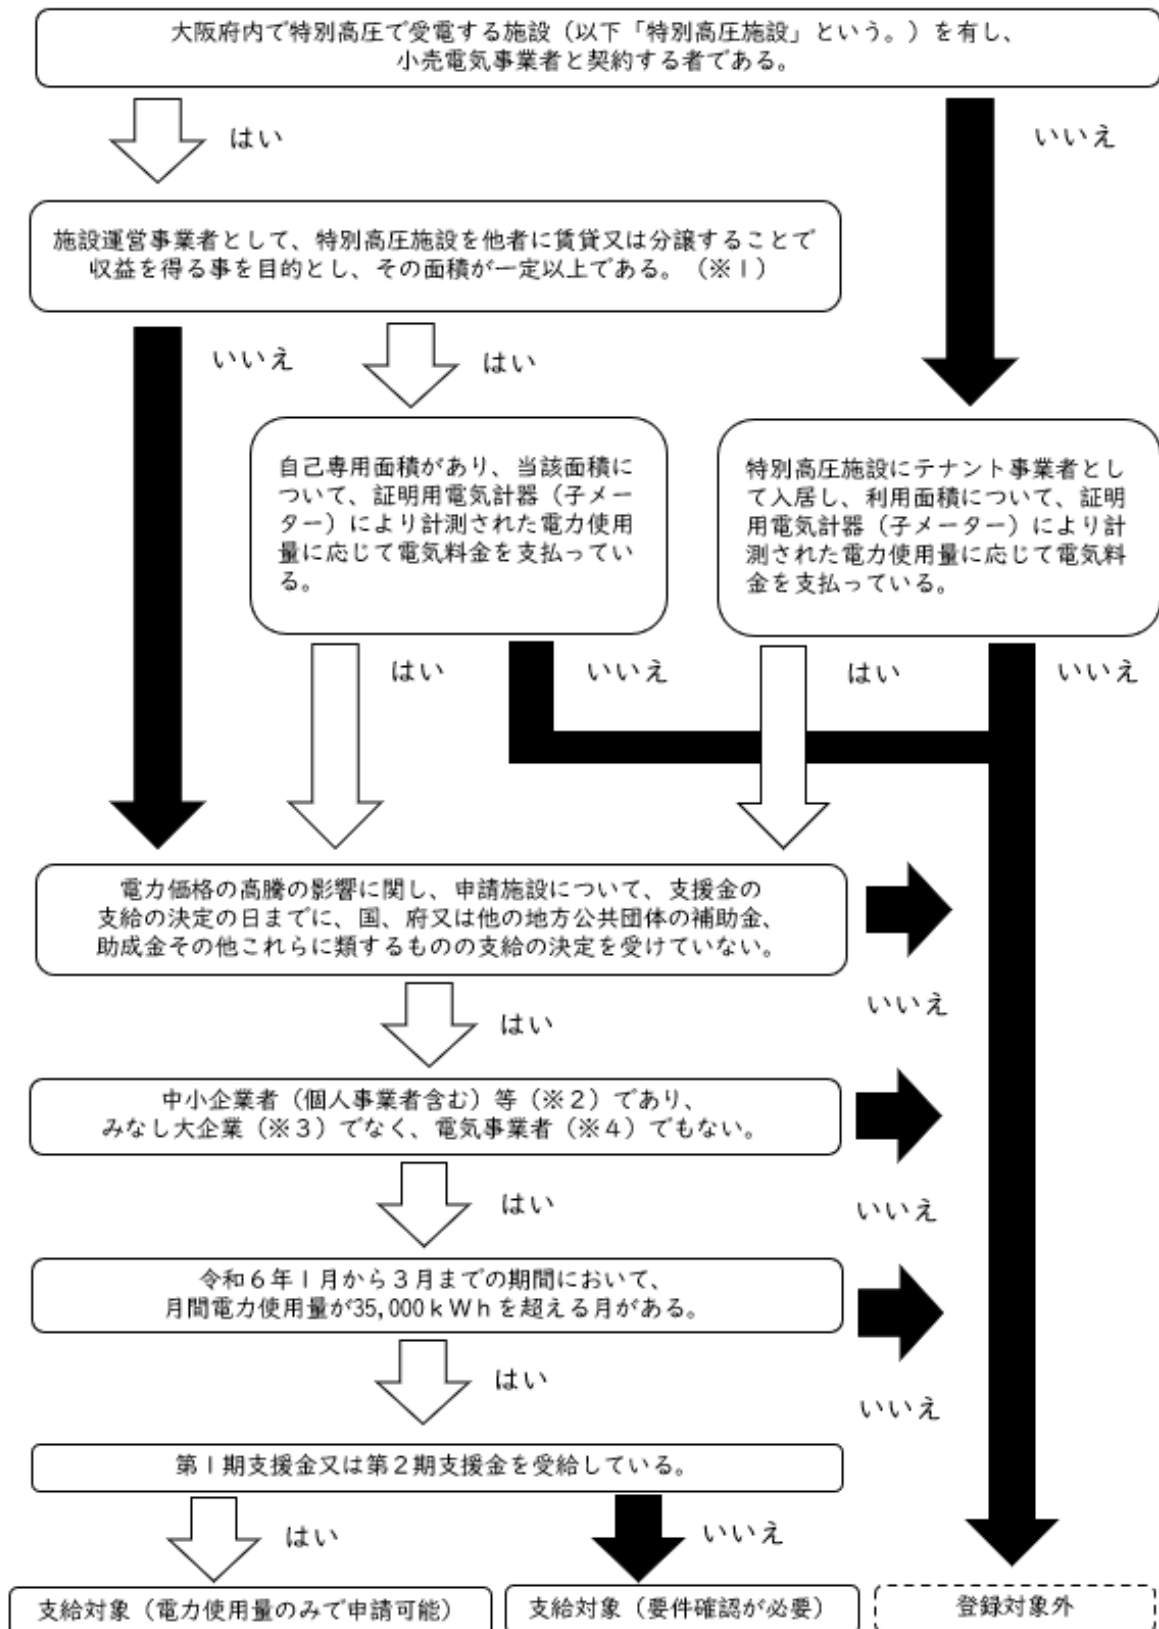 大阪府内で特別高圧で受電する施設（以下「特別高圧施設」という。）を有し、
小売電気事業者と契約する者である。
はい
いいえ
施設運営事業者として、特別高圧施設を他者に賃貸又は分譲することで
収益を得る事を目的とし、その面積が一定以上である。（※１）
いいえ
はい
自己専用面積があり、当該面積に
ついて、証明用電気計器（子メー
ター）により計測された電力使用
量に応じて電気料金を支払ってい
る。
特別高圧施設にテナント事業者とし
て入居し、利用面積について、証明
用電気計器（子メーター）により計
測された電力使用量に応じて電気料
金を支払っている。
はい
いいえ
はい
いいえ
電力価格の高騰の影響に関し、申請施設について、支援金の
支給の決定の日までに、国、府又は他の地方公共団体の補助金、
助成金その他これらに類するものの支給の決定を受けていない。
いいえ
はい
中小企業者（個人事業者含む）等（※２）であり、
みなし大企業（※３）でなく、電気事業者（※４）でもない。
はい
いいえ
令和６年１月から３月までの期間において、
月間電力使用量が35,000ｋＷｈを超える月がある。
はい
いいえ
第１期支援金又は第２期支援金を受給している。
はい
いいえ
支給対象（電力使用量のみで申請可能）
支給対象（要件確認が必要）
登録対象外